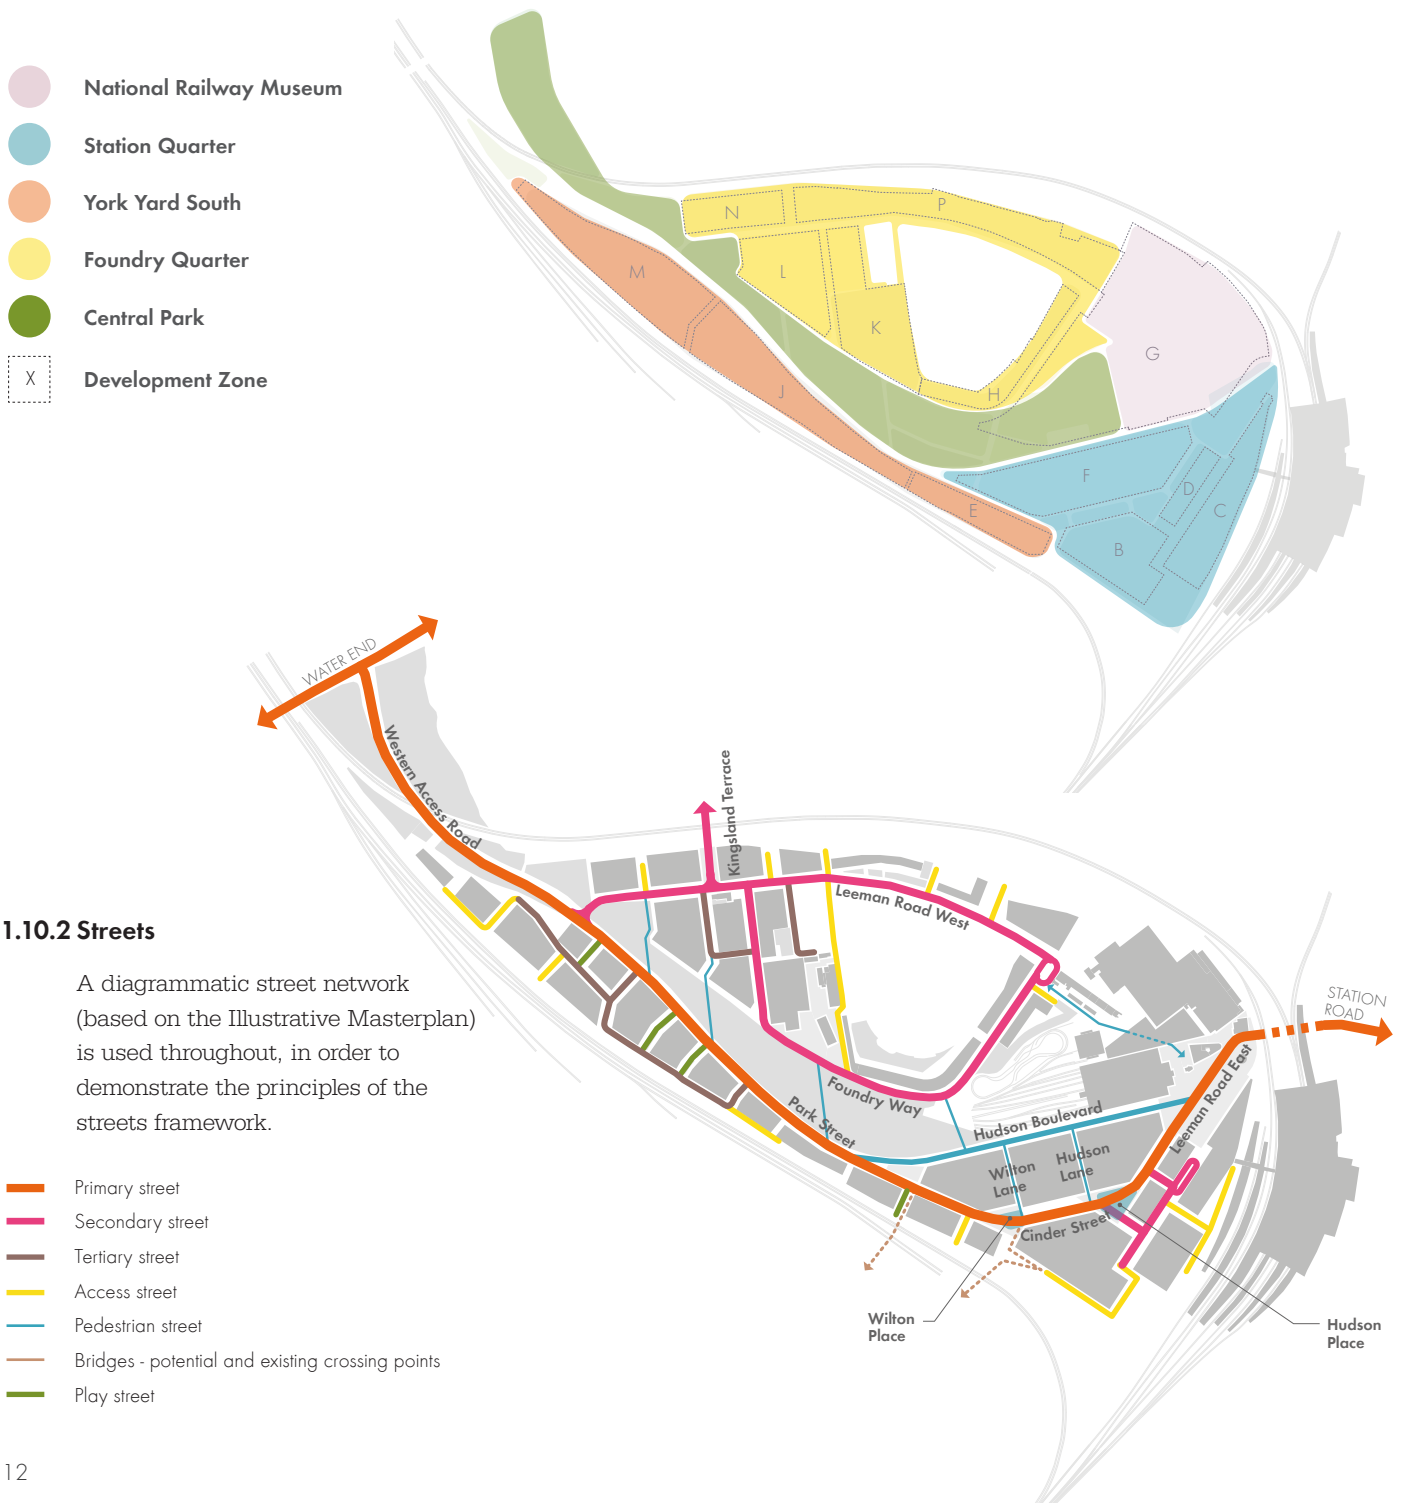 National Railway Museum
Station Quarter
York Yard South
Foundry Quarter
Central Park
X
Development Zone
N
P
M
L
K
G
J
H
F
D
C
E
B
1.10.2 Streets
A diagrammatic street network
(based on the Illustrative Masterplan)
is used throughout, in order to
demonstrate the principles of the
streets framework.
Primary street
Secondary street
Tertiary street
Access street
Pedestrian street
Bridges - potential and existing crossing points
Play street
WATER END
Western Access Road
Kingsland Terrace
Leeman Road West
STATION
ROAD
Foundry Way
Park Street
Hudson Boulevard
Leeman Road East
Wilton
Lane
Hudson
Lane
Cinder Street
Wilton
Place
Hudson
Place
12